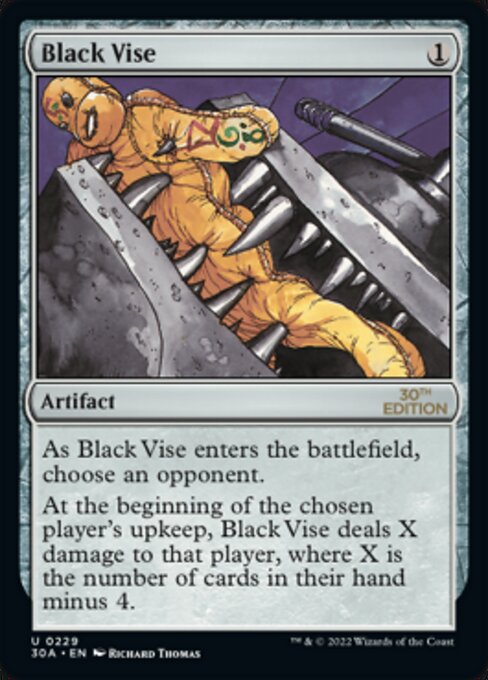 Black Vise 1
Artifact
30TH
EDITION
As Black Vise enters the battlefield,
choose an opponent.
At the beginning of the chosen
player's upkeep, Black Vise deals X
damage to that player, where X is
the number of cards in their hand
minus 4.
U 0229
30A • EN Richard Thomas
™ & © 2022 Wizards of the Coast